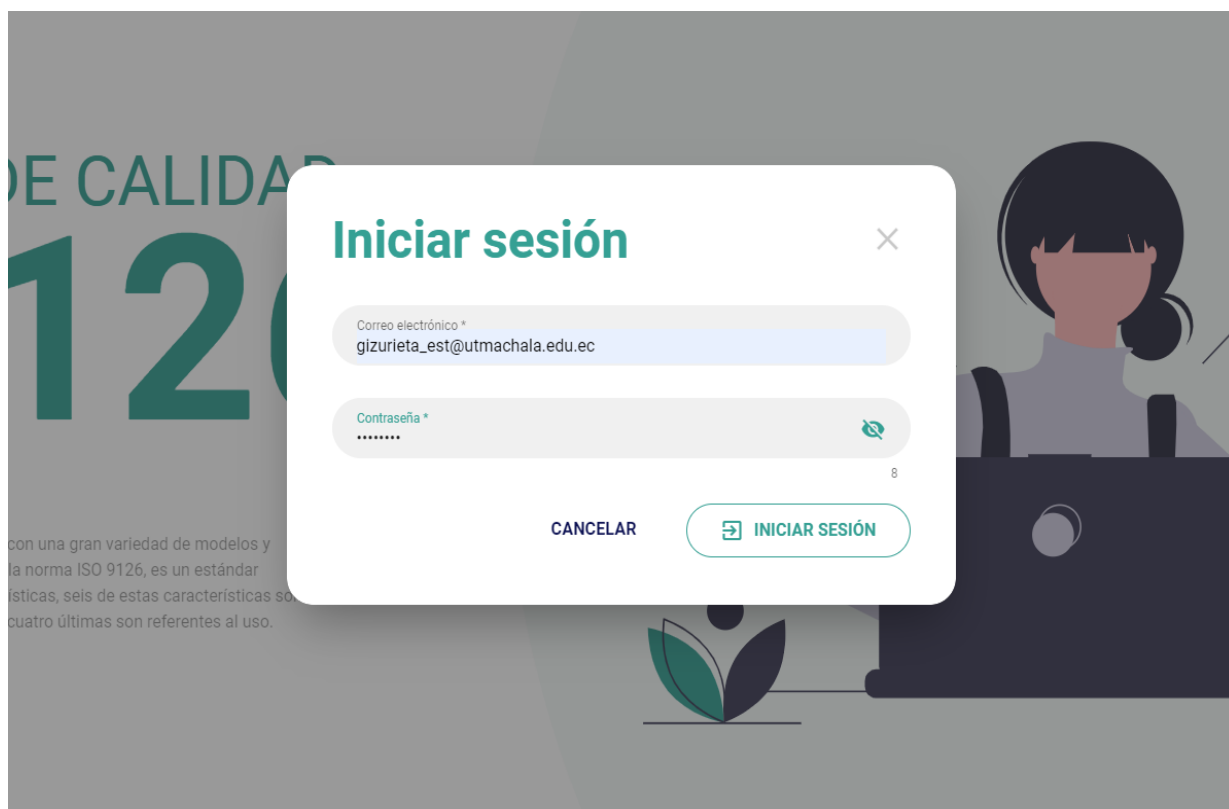 DE CALIDAD
Iniciar sesión
Correo electrónico *
gizurieta_est@utmachala.edu.ec
Contraseña *
••••••••
8
CANCELAR
INICIAR SESIÓN
con una gran variedad de modelos y
la norma ISO 9126, es un estándar
ísticas, seis de estas características
cuatro últimas son referentes al uso.